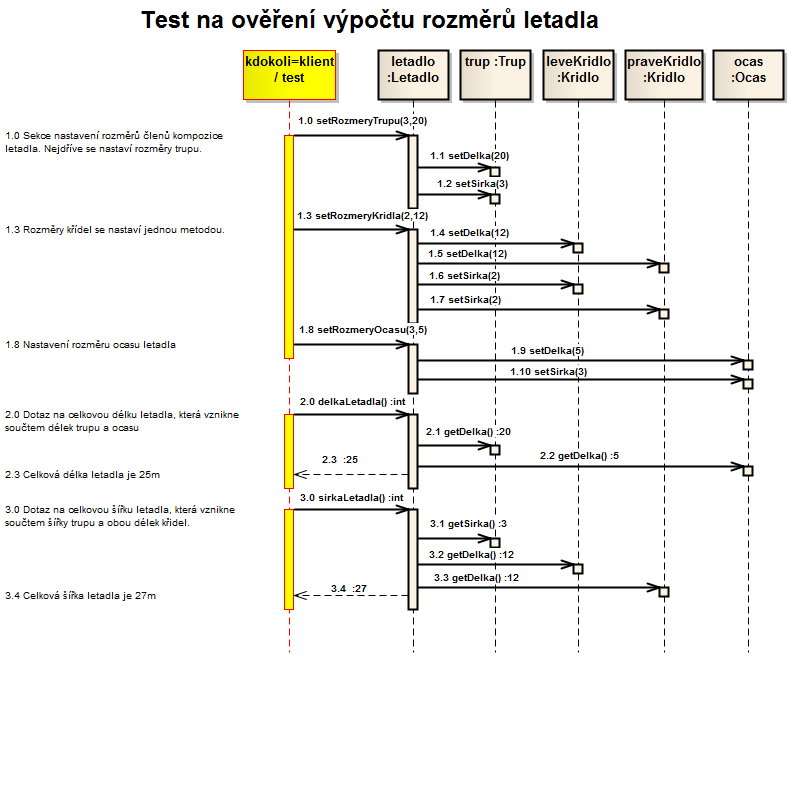 Test na ověření výpočtu rozměrů letadla
kdokoli=klient
/ test
letadlo
:Letadlo
trup :Trup
leveKridlo
:Kridlo
praveKridlo
:Kridlo
ocas
:Ocas
1.0 setRozmeryTrupu(3,20)
1.0 Sekce nastavení rozměrů členů kompozice
letadla. Nejdříve se nastaví rozměry trupu.
1.1 setDelka(20)
1.2 setSirka(3)
1.3 setRozmeryKridla(2,12)
1.3 Rozměry křídel se nastaví jednou metodou.
1.4 setDelka(12)
1.5 setDelka(12)
1.6 setSirka(2)
1.7 setSirka(2)
1.8 setRozmeryOcasu(3,5)
1.8 Nastavení rozměru ocasu letadla
1.9 setDelka(5)
1.10 setSirka(3)
2.0 delkaLetadla() :int
2.0 Dotaz na celkovou délku letadla, která vznikne
součtem délek trupu a ocasu
2.1 getDelka() :20
2.2 getDelka() :5
2.3 :25
2.3 Celková délka letadla je 25m
3.0 sirkaLetadla() :int
3.0 Dotaz na celkovou šířku letadla, která vznikne
součtem šířky trupu a obou délek křidel.
3.1 getSirka() :3
3.2 getDelka() :12
3.3 getDelka() :12
3.4 :27
3.4 Celková šířka letadla je 27m